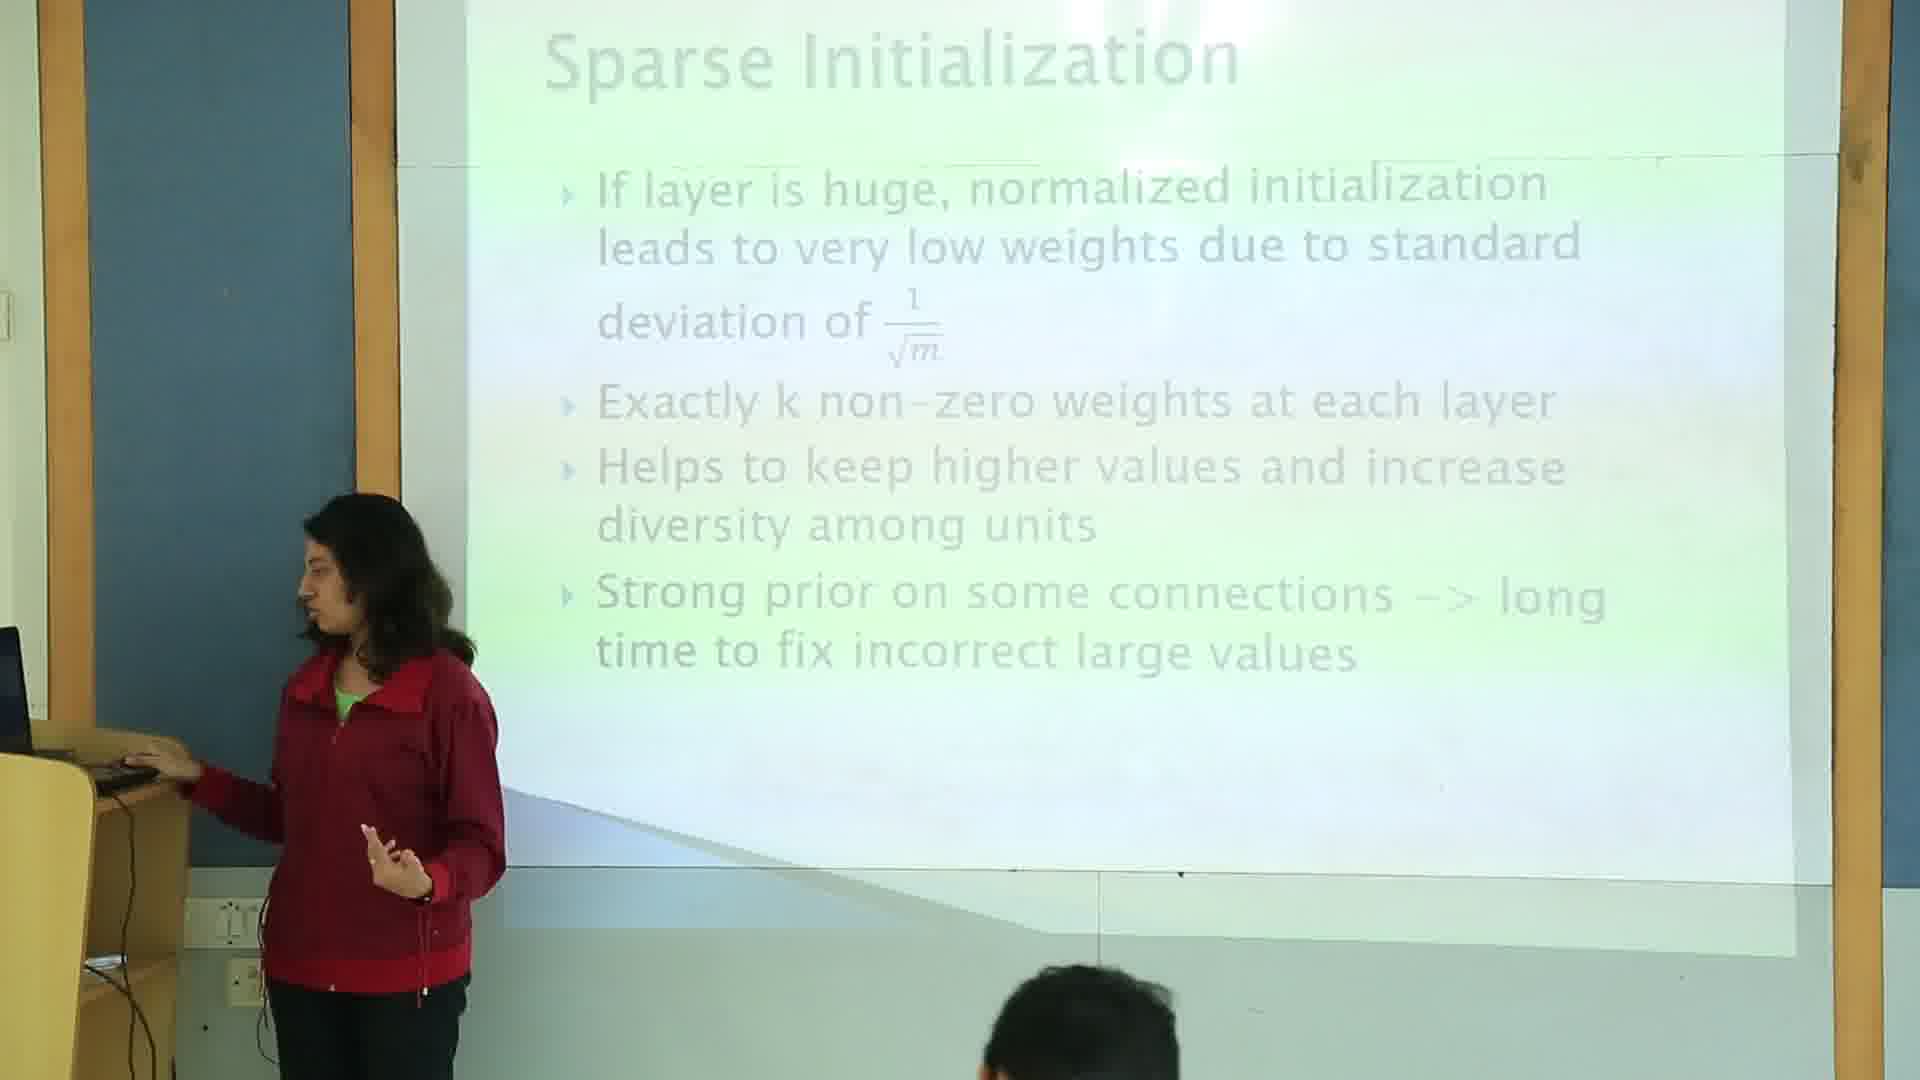 Sparse Initialization
If layer is huge, normalized initialization
leads to very low weights due to standard
deviation of 1/√m
Exactly k non-zero weights at each layer
Helps to keep higher values and increase
diversity among units
Strong prior on some connections -> long
time to fix incorrect large values